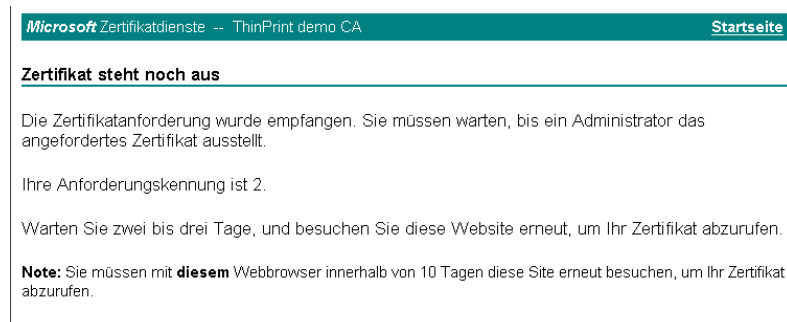 Microsoft Zertifikatdienste -- ThinPrint demo CA Startseite
Zertifikat steht noch aus
Die Zertifikatanforderung wurde empfangen. Sie müssen warten, bis ein Administrator das
angefordertes Zertifikat ausstellt.
Ihre Anforderungskennung ist 2.
Warten Sie zwei bis drei Tage, und besuchen Sie diese Website erneut, um Ihr Zertifikat abzurufen.
Note: Sie müssen mit diesem Webbrowser innerhalb von 10 Tagen diese Site erneut besuchen, um Ihr Zertifikat
abzurufen.